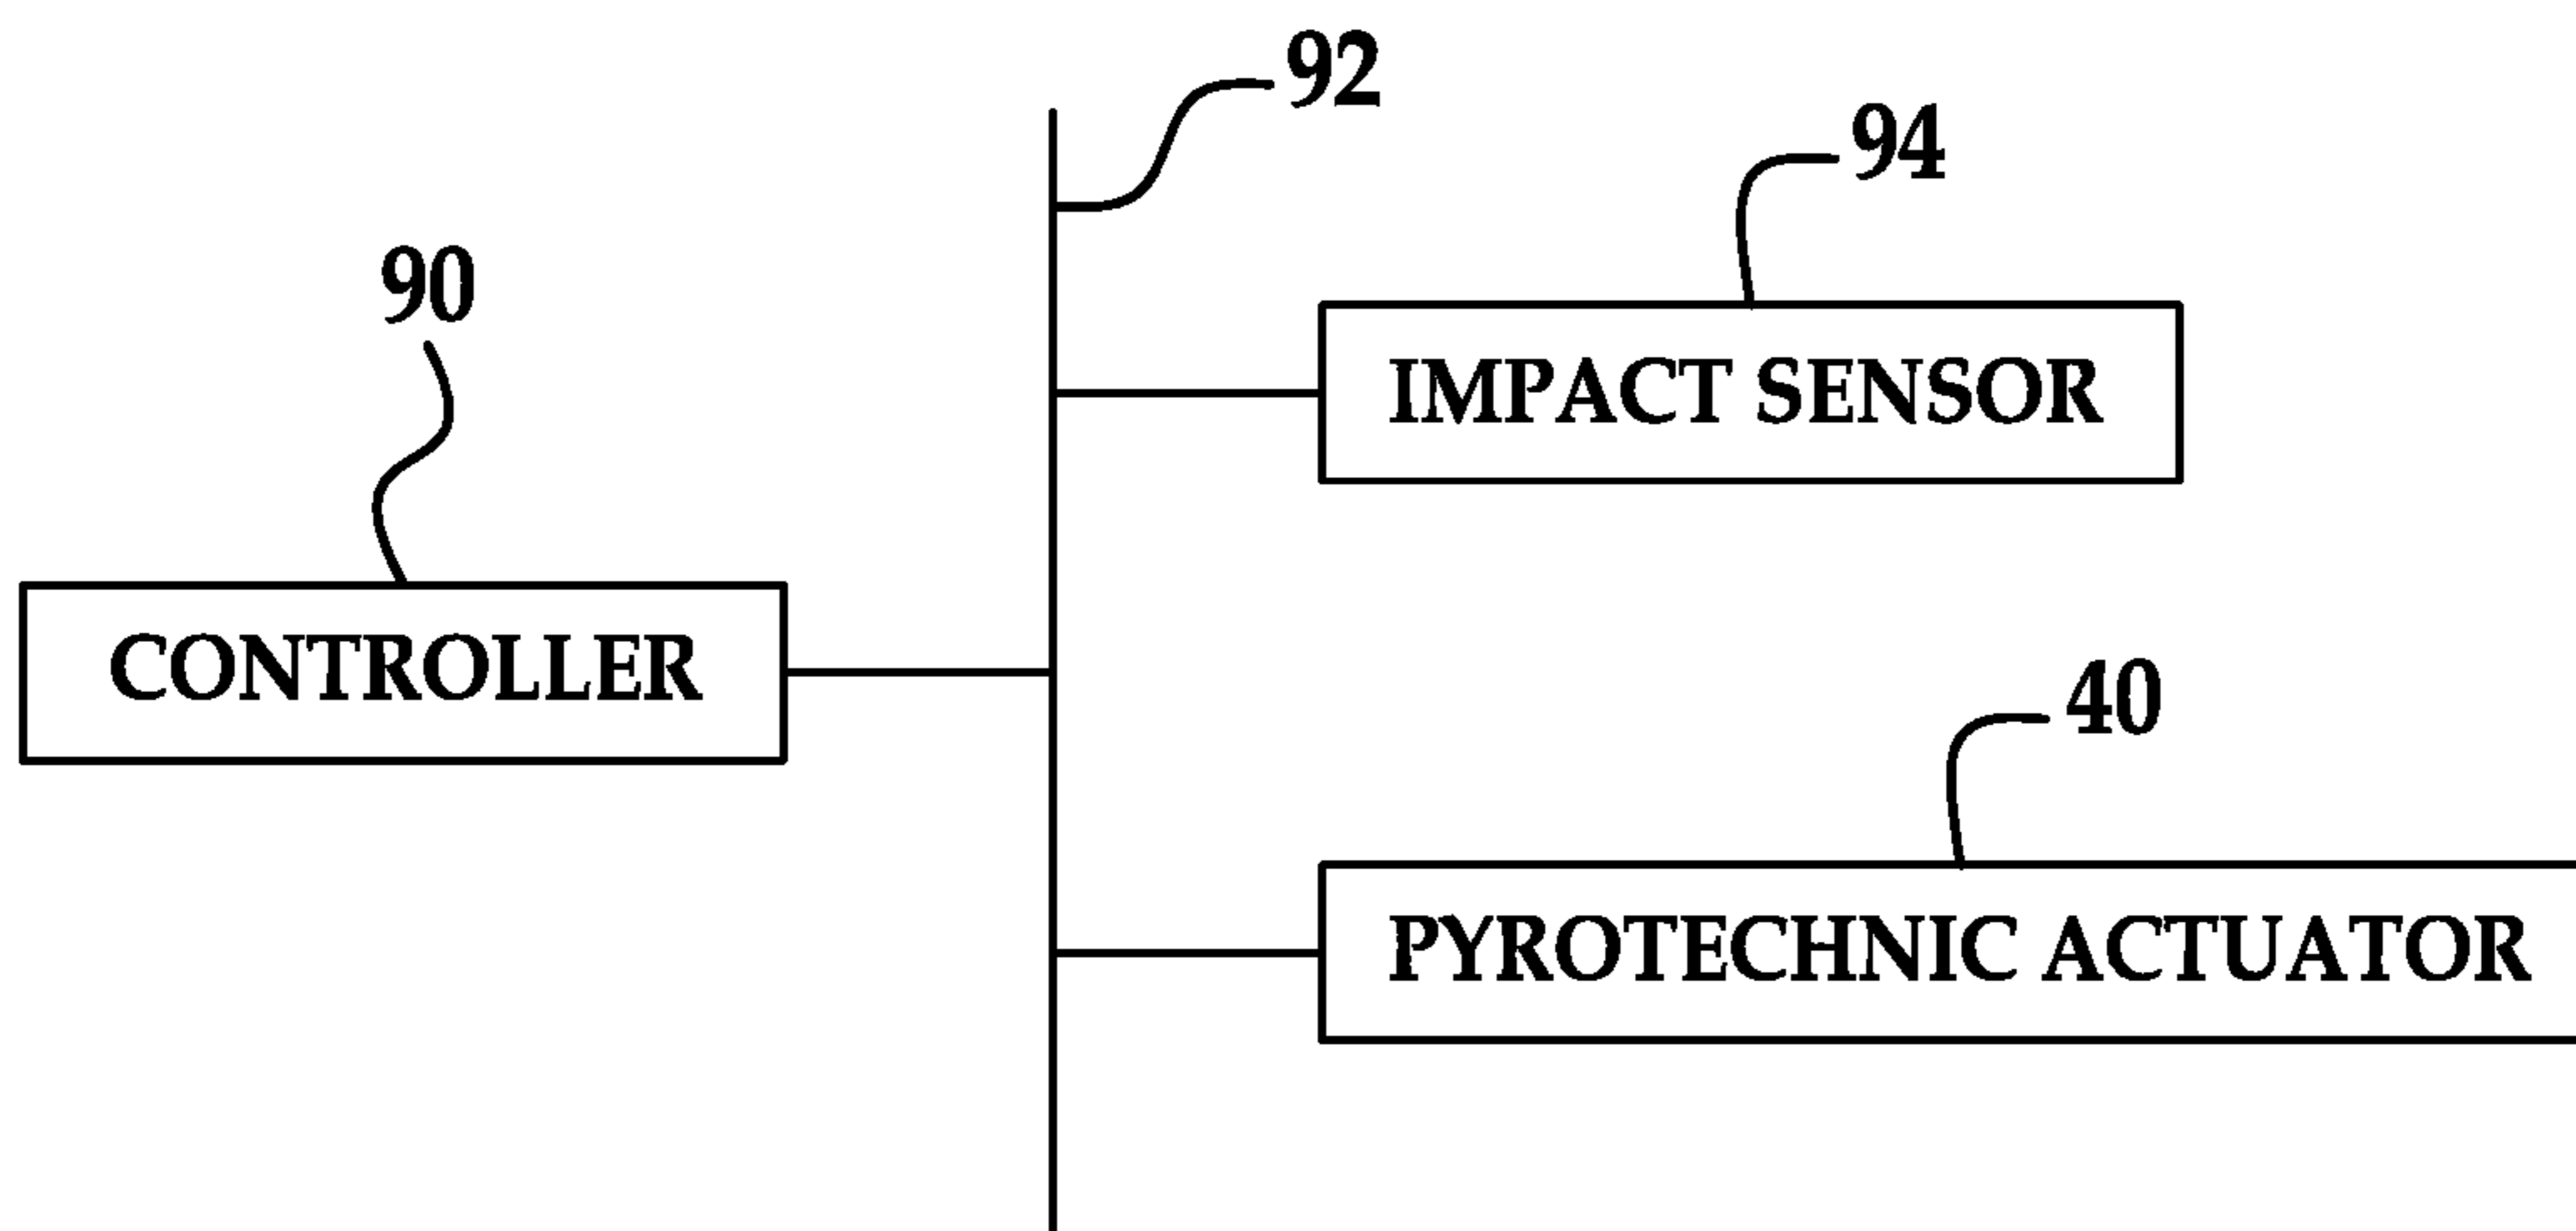 92
94
90
IMPACT SENSOR
CONTROLLER
40
PYROTECHNIC ACTUATOR